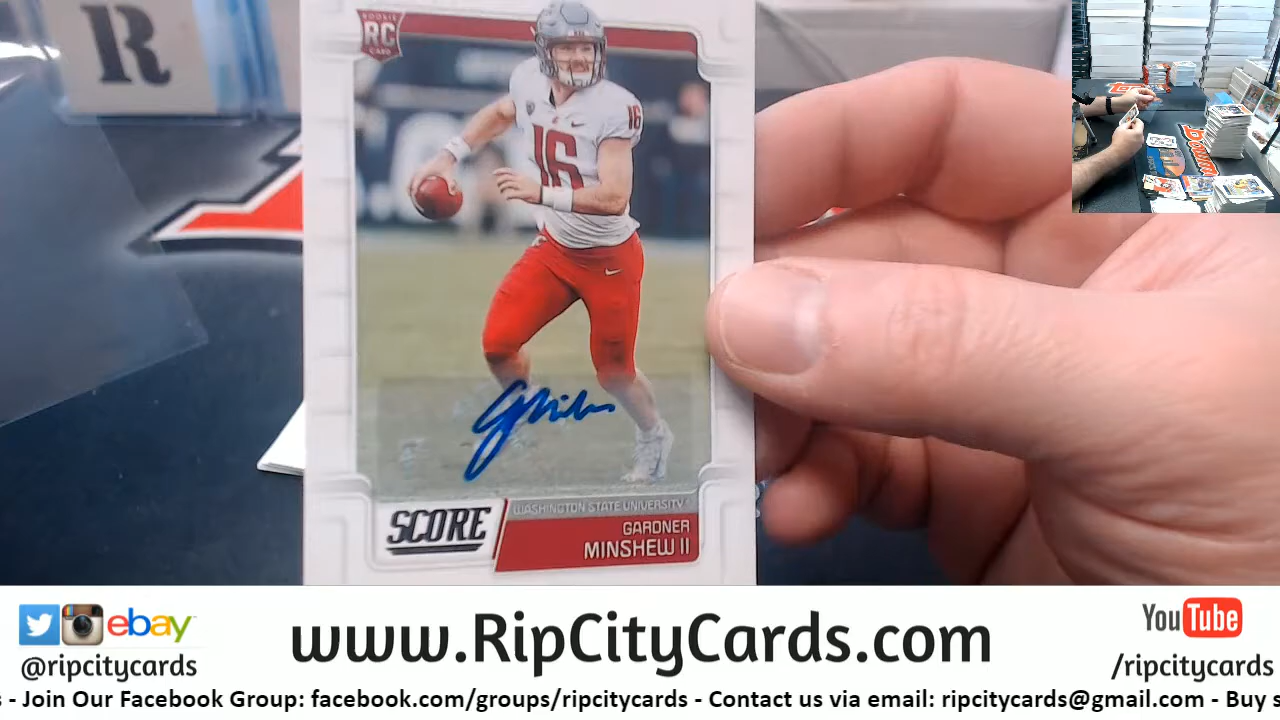 R
ROOKIE
RC
CARD
16
16
SCORE
WASHINGTON STATE UNIVERSITY
GARDNER
MINSHEW II
ebay
@ripcitycards
www.RipCityCards.com
YouTube
/ripcitycards
s - Join Our Facebook Group: facebook.com/groups/ripcitycards - Contact us via email: ripcitycards@gmail.com - Buy s